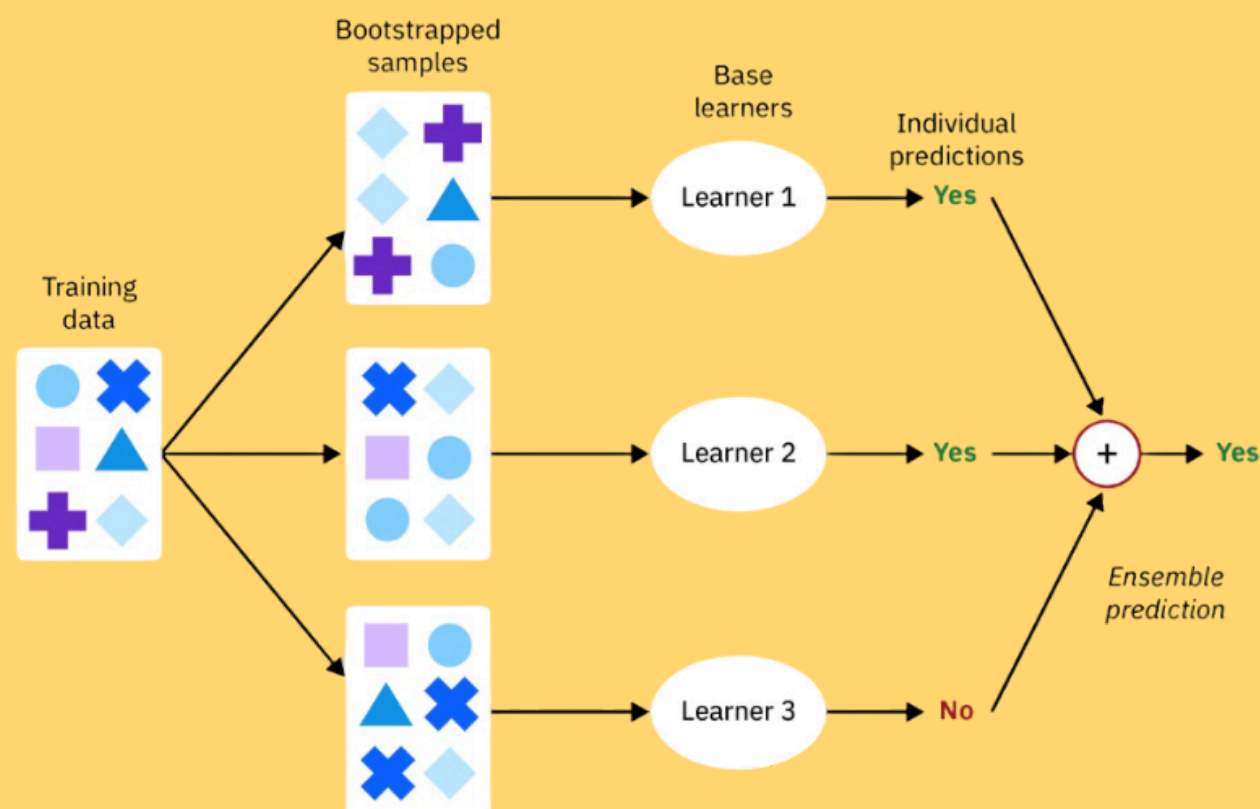 Bootstrapped
samples
Base
learners
Individual
predictions
Learner 1
Yes
Training
data
Learner 2
Yes
+
Yes
Ensemble
prediction
Learner 3
No